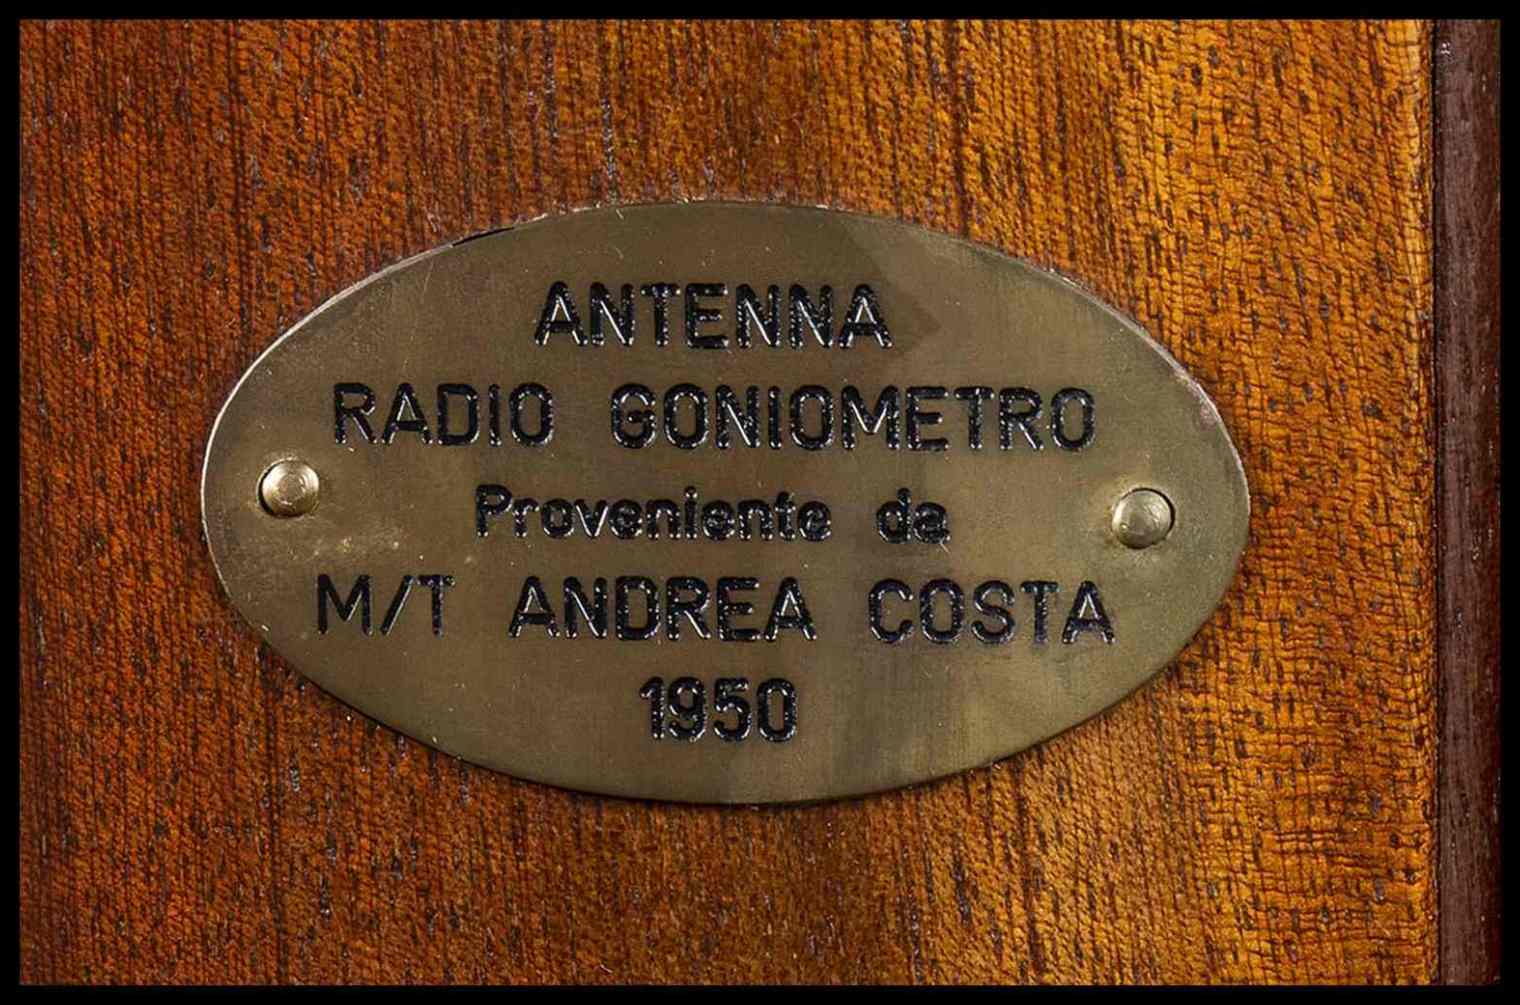 ANTENNA
RADIO GONIOMETRO
Proveniente da
M/T ANDREA COSTA
1950